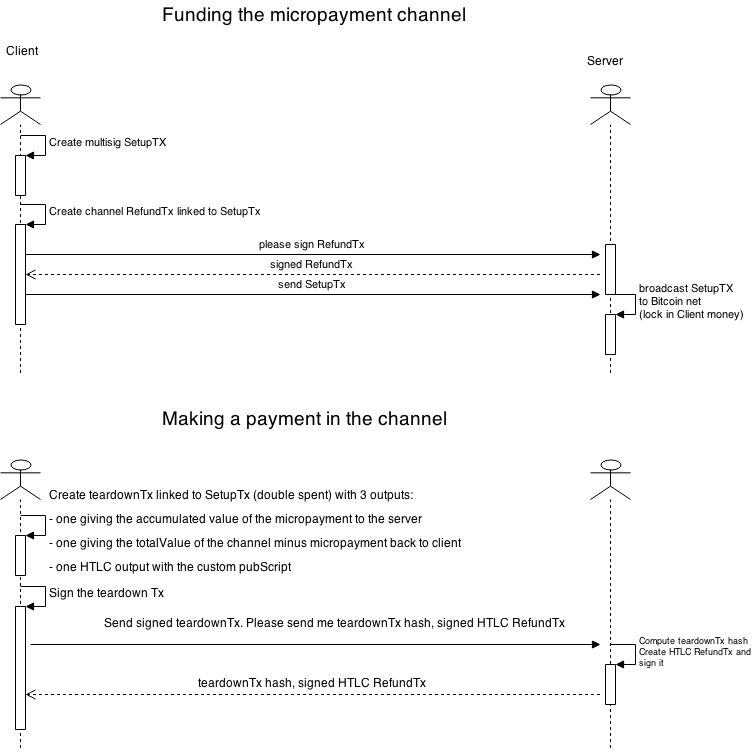 Funding the micropayment channel
Client
Server
Create multisig SetupTX
Create channel RefundTx linked to SetupTx
please sign RefundTx
signed RefundTx
send SetupTx
broadcast SetupTX
to Bitcoin net
(lock in Client money)
Making a payment in the channel
Create teardownTx linked to SetupTx (double spent) with 3 outputs:
- one giving the accumulated value of the micropayment to the server
- one giving the totalValue of the channel minus micropayment back to client
- one HTLC output with the custom pubScript
Sign the teardown Tx
Send signed teardownTx. Please send me teardownTx hash, signed HTLC RefundTx
Compute teardownTx hash
Create HTLC RefundTx and
sign it
teardownTx hash, signed HTLC RefundTx